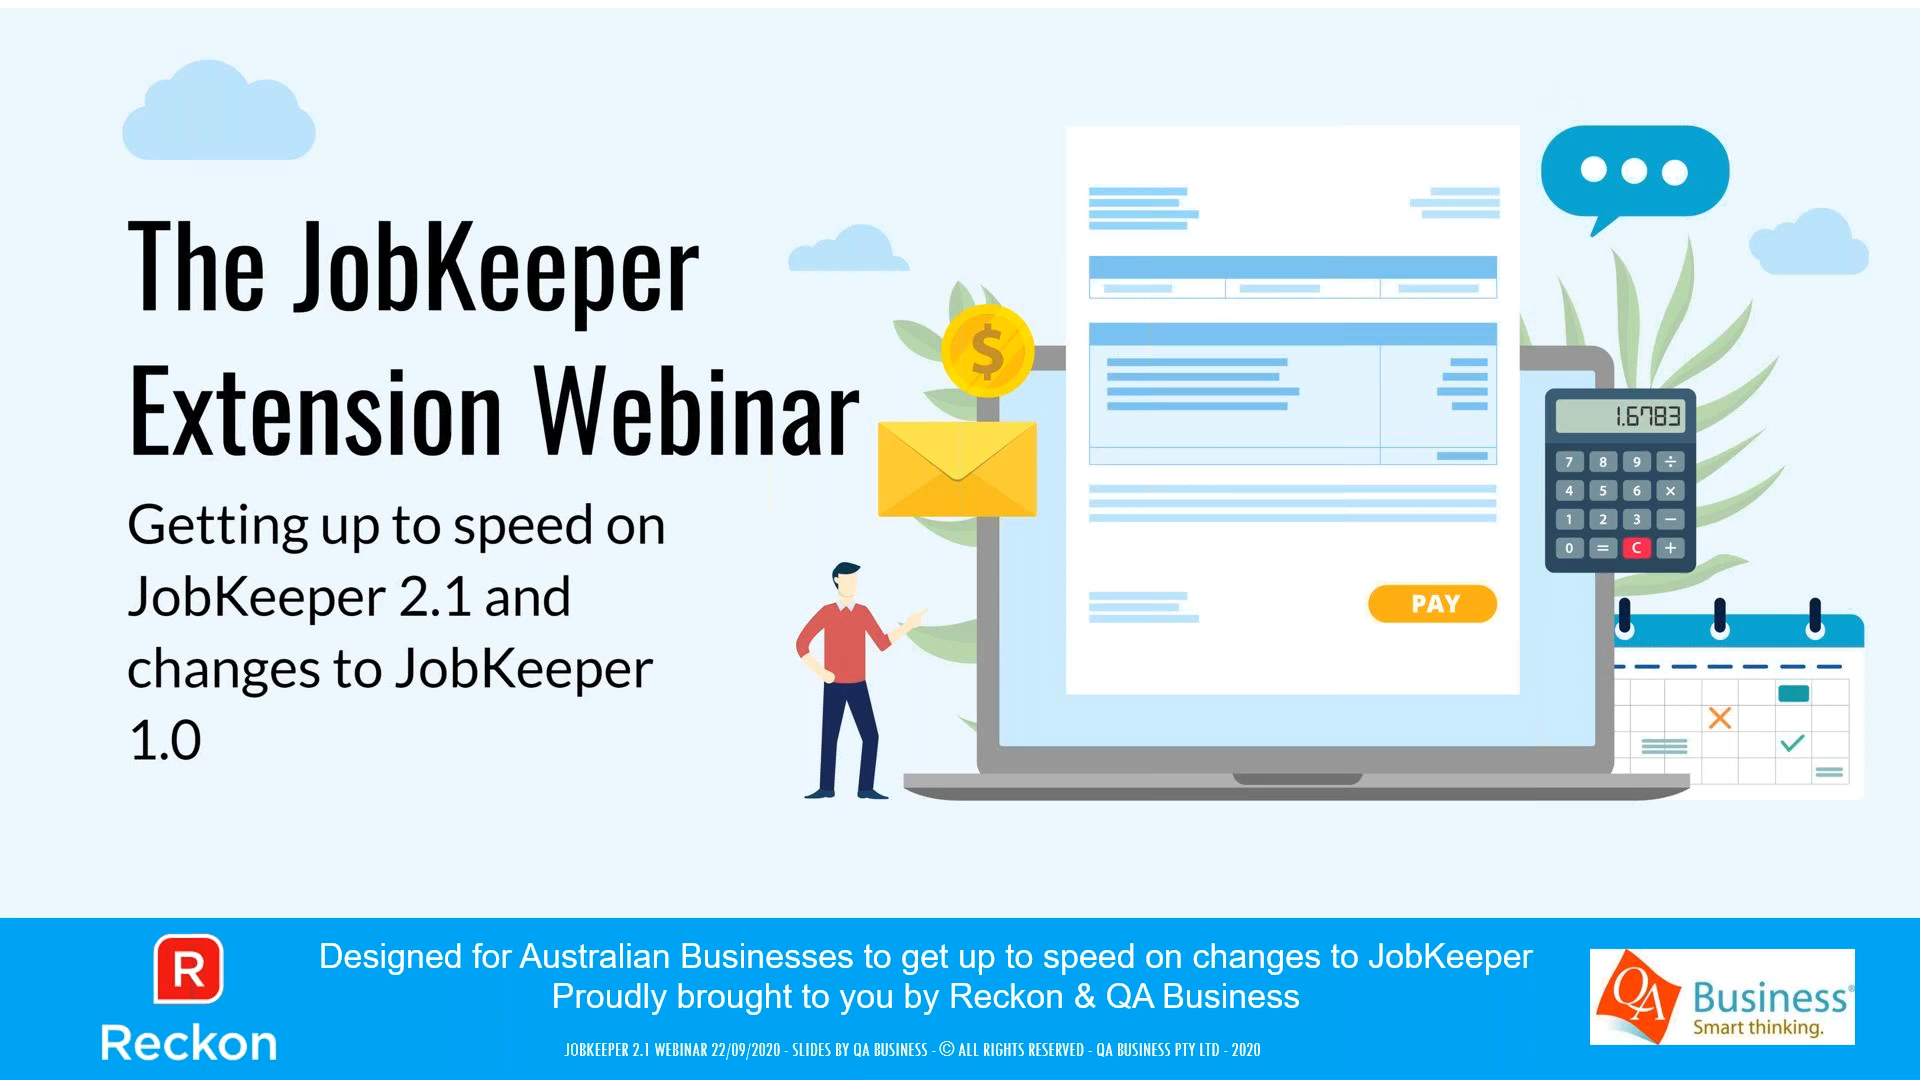 The JobKeeper
Extension Webinar
Getting up to speed on
JobKeeper 2.1 and
changes to JobKeeper
1.0
$
PAY
1.6783
7 8 9 ÷
4 5 6 ×
1 2 3 −
0 = C +
R
Reckon
Designed for Australian Businesses to get up to speed on changes to JobKeeper
Proudly brought to you by Reckon & QA Business
JOBKEEPER 2.1 WEBINAR 22/09/2020 - SLIDES BY QA BUSINESS - © ALL RIGHTS RESERVED - QA BUSINESS PTY LTD - 2020
QA
Business®
Smart thinking.